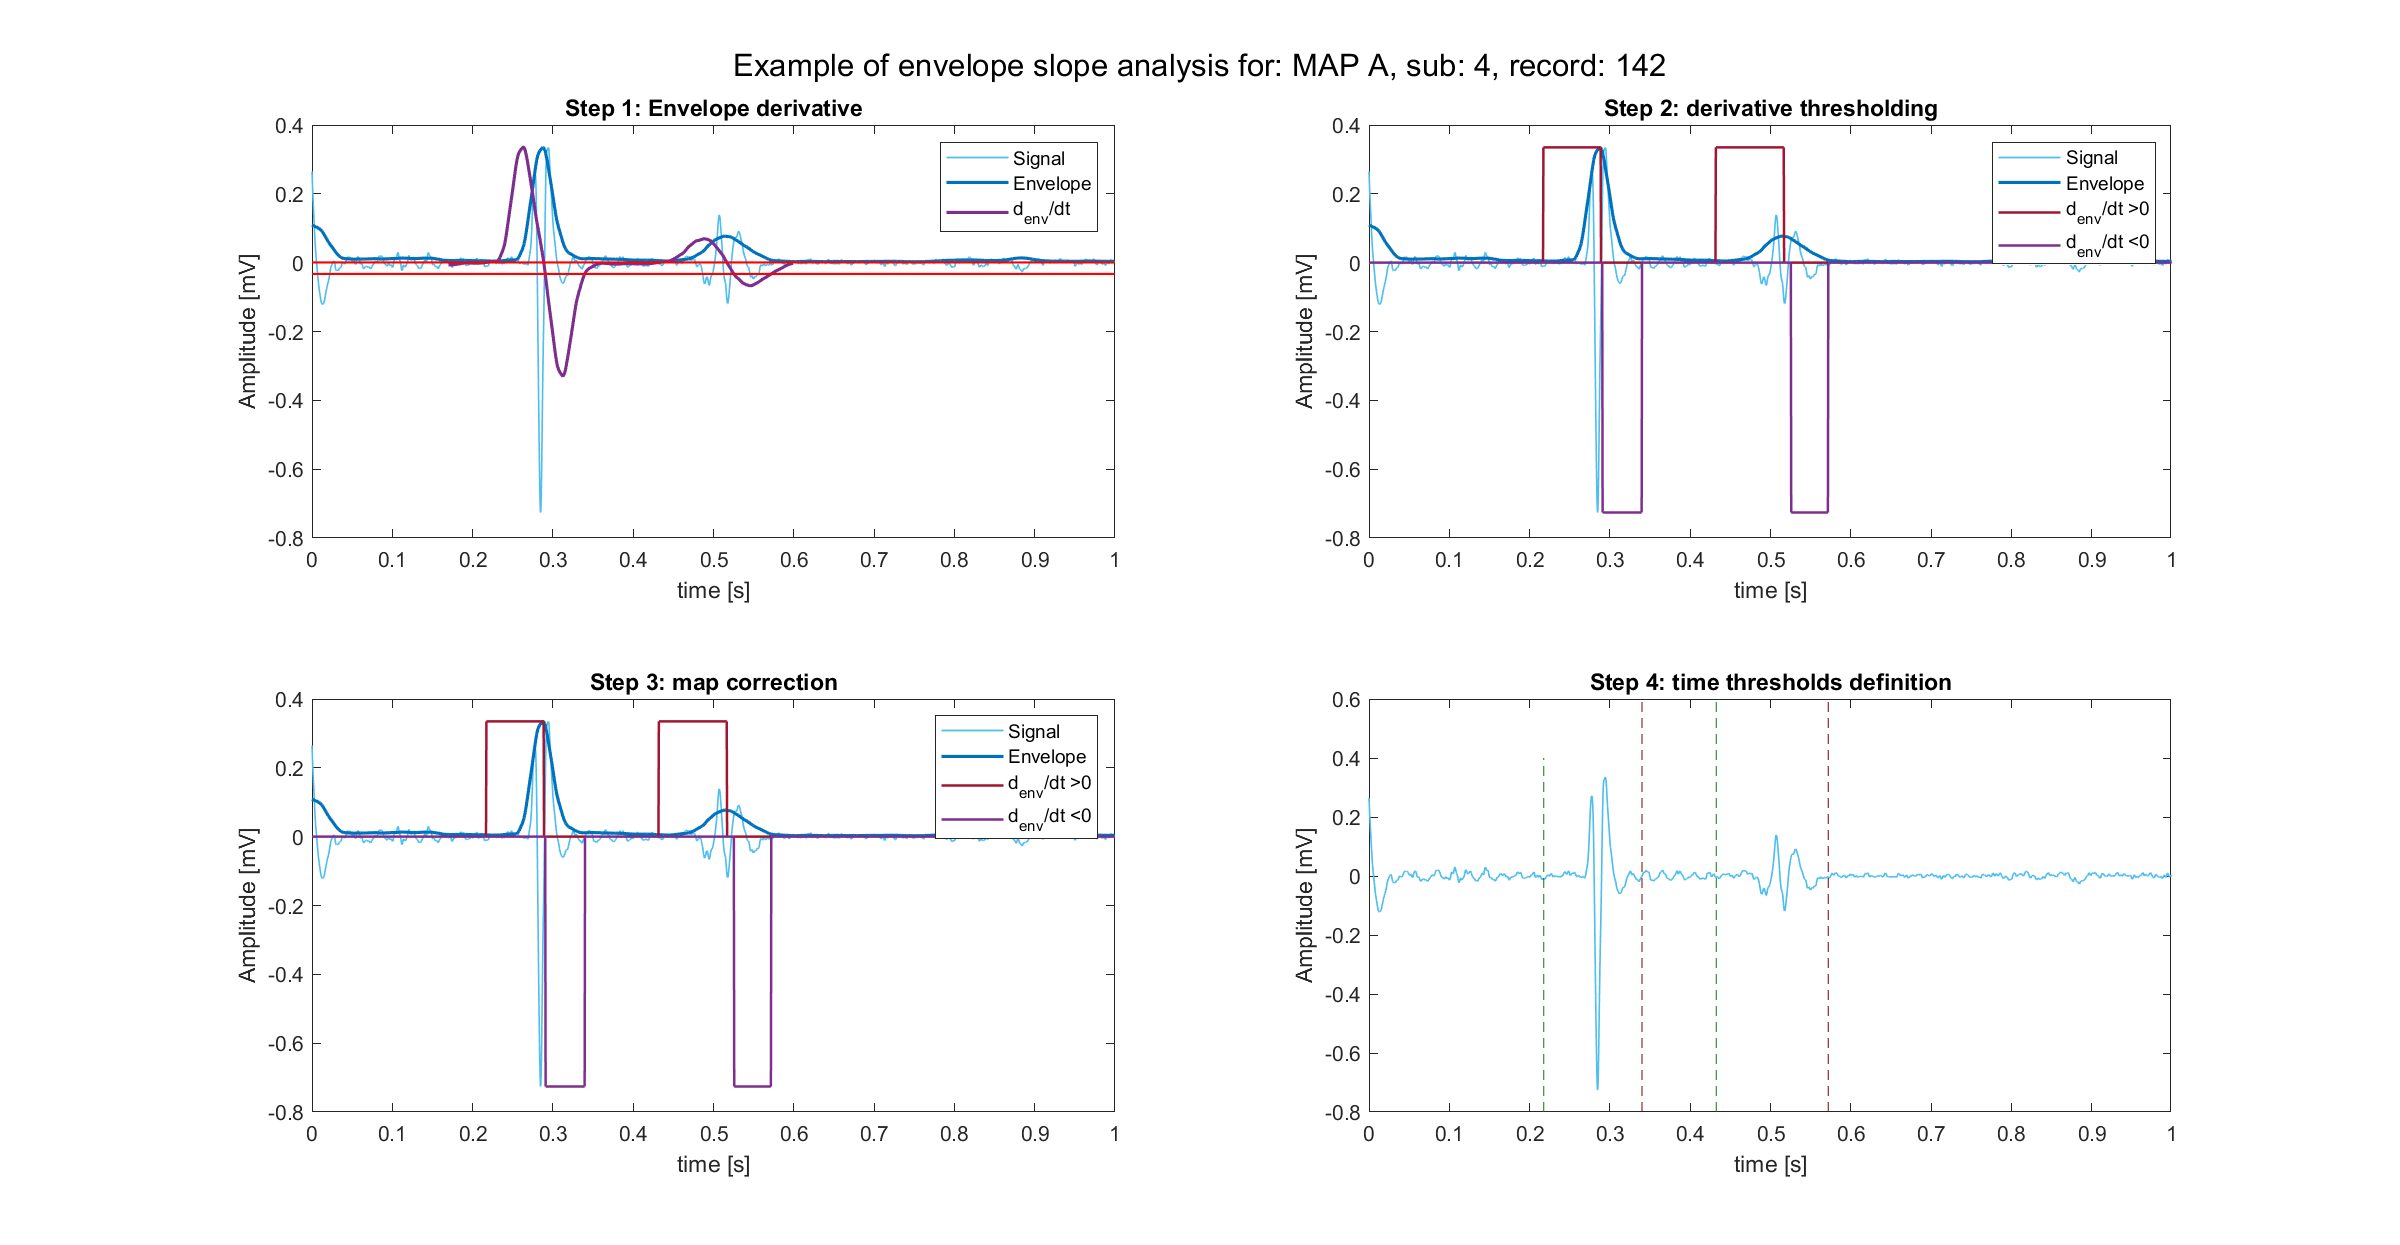 Example of envelope slope analysis for: MAP A, sub: 4, record: 142
Step 1: Envelope derivative
0.4
0.2
0
-0.2
-0.4
-0.6
-0.8
Amplitude [mV]
0 0.1 0.2 0.3 0.4 0.5 0.6 0.7 0.8 0.9 1
time [s]
Signal
Envelope
d_env/dt
Step 2: derivative thresholding
0.4
0.2
0
-0.2
-0.4
-0.6
-0.8
Amplitude [mV]
0 0.1 0.2 0.3 0.4 0.5 0.6 0.7 0.8 0.9 1
time [s]
Signal
Envelope
d_env/dt >0
d_env/dt <0
Step 3: map correction
0.4
0.2
0
-0.2
-0.4
-0.6
-0.8
Amplitude [mV]
0 0.1 0.2 0.3 0.4 0.5 0.6 0.7 0.8 0.9 1
time [s]
Signal
Envelope
d_env/dt >0
d_env/dt <0
Step 4: time thresholds definition
0.6
0.4
0.2
0
-0.2
-0.4
-0.6
-0.8
Amplitude [mV]
0 0.1 0.2 0.3 0.4 0.5 0.6 0.7 0.8 0.9 1
time [s]